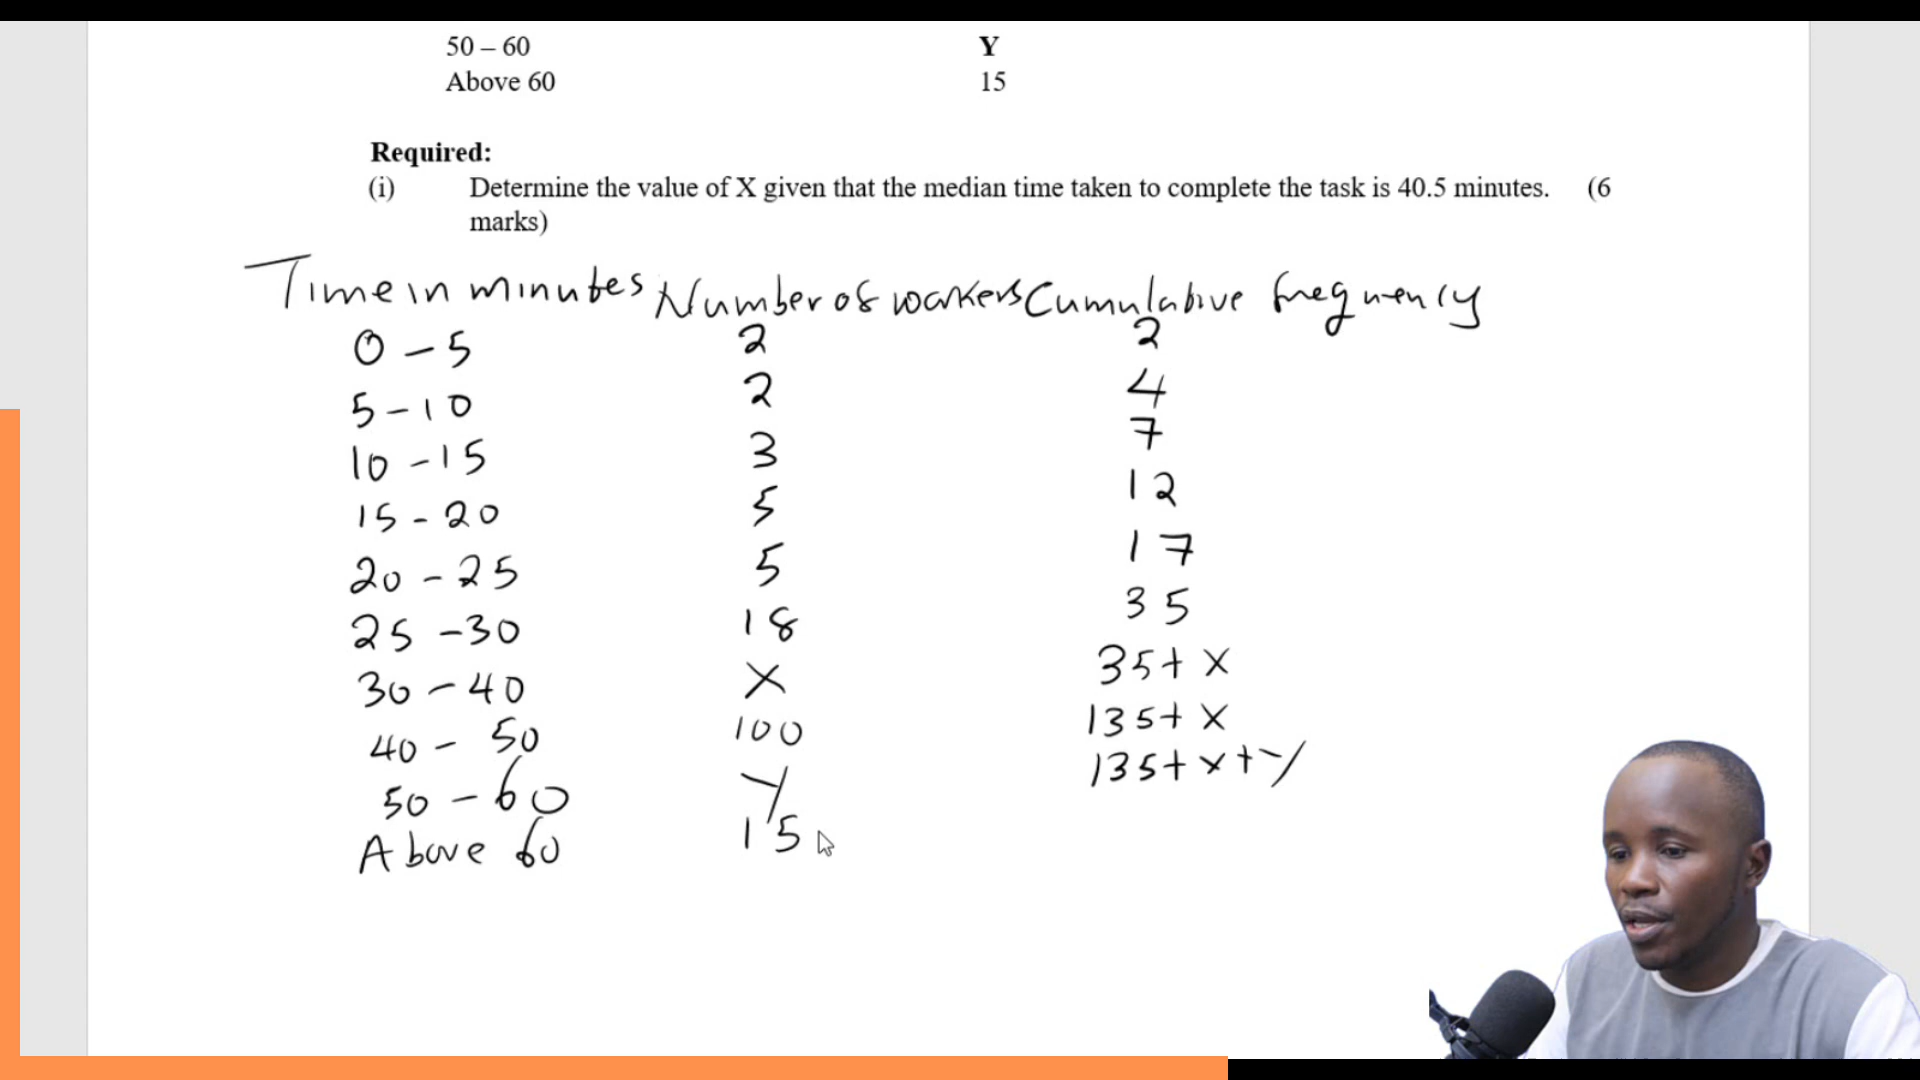 50 – 60 Y
Above 60 15
Required:
(i) Determine the value of X given that the median time taken to complete the task is 40.5 minutes. (6
marks)
Time in minutes Number of workers Cumulative frequency
0 – 5 2 2
5 – 10 2 4
10 – 15 3 7
15 – 20 5 12
20 – 25 5 17
25 – 30 18 35
30 – 40 X 35 + X
40 – 50 100 135 + X
50 – 60 Y 135 + X + Y
Above 60 15